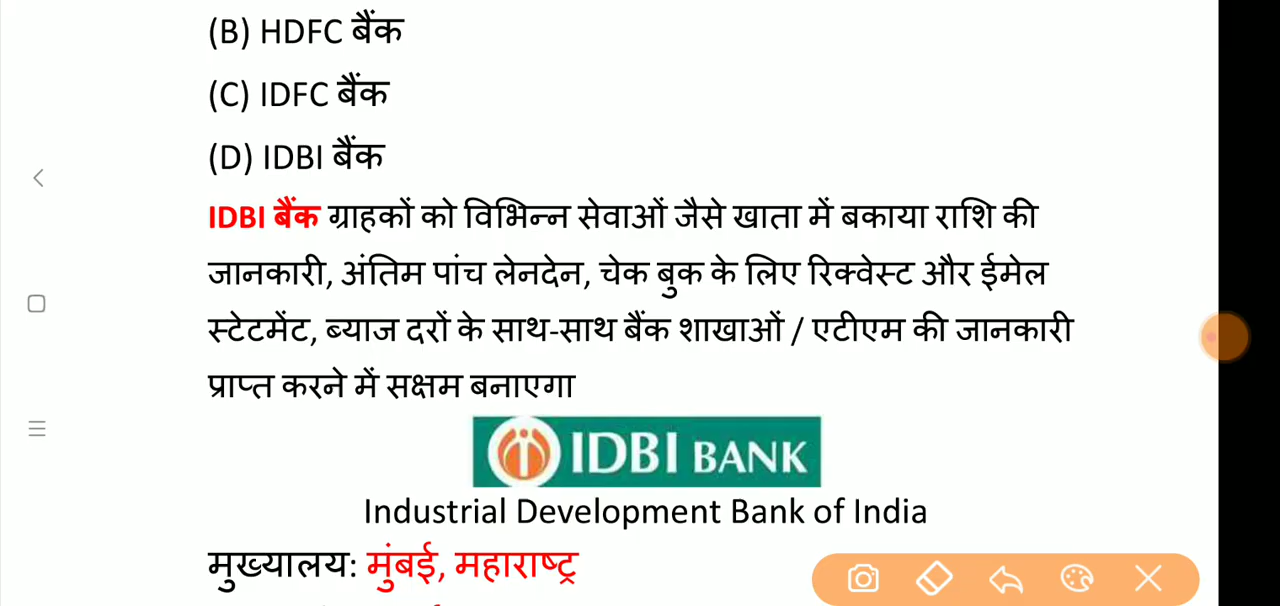 (B) HDFC बैंक
(C) IDFC बैंक
(D) IDBI बैंक
IDBI बैंक ग्राहकों को विभिन्न सेवाओं जैसे खाता में बकाया राशि की
जानकारी, अंतिम पांच लेनदेन, चेक बुक के लिए रिक्वेस्ट और ईमेल
स्टेटमेंट, ब्याज दरों के साथ-साथ बैंक शाखाओं / एटीएम की जानकारी
प्राप्त करने में सक्षम बनाएगा
IDBI BANK
Industrial Development Bank of India
मुख्यालय: मुंबई, महाराष्ट्र